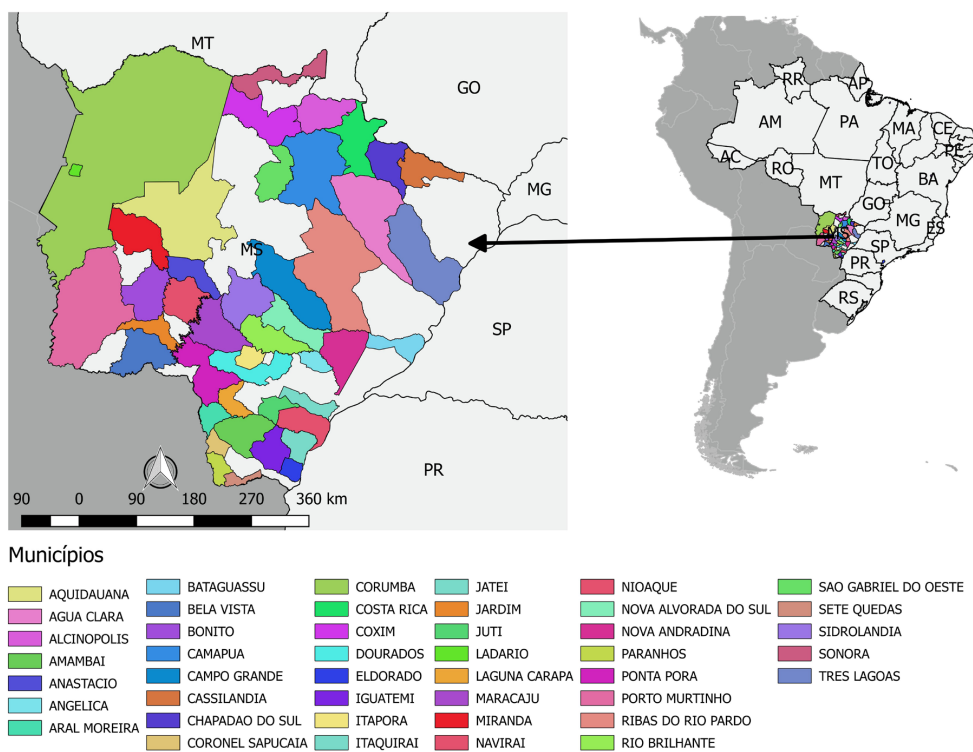 MT
GO
MG
MS
SP
PR
90 0 90 180 270 360 km
RR
AP
AM
PA
MA
CE
PE
AC
RO
TO
BA
MT
GO
MG
ES
MS
SP
PR
RS
Municípios
AQUIDAUANA
AGUA CLARA
ALCINOPOLIS
AMAMBAI
ANASTACIO
ANGELICA
ARAL MOREIRA
BATAGUASSU
BELA VISTA
BONITO
CAMAPUA
CAMPO GRANDE
CASSILANDIA
CHAPADAO DO SUL
CORONEL SAPUCAIA
CORUMBA
COSTA RICA
COXIM
DOURADOS
ELDORADO
IGUATEMI
ITAPORA
ITAQUIRAI
JATEI
JARDIM
JUTI
LADARIO
LAGUNA CARAPA
MARACAJU
MIRANDA
NAVIRAI
NIOAQUE
NOVA ALVORADA DO SUL
NOVA ANDRADINA
PARANHOS
PONTA PORA
PORTO MURTINHO
RIBAS DO RIO PARDO
RIO BRILHANTE
SAO GABRIEL DO OESTE
SETE QUEDAS
SIDROLANDIA
SONORA
TRES LAGOAS